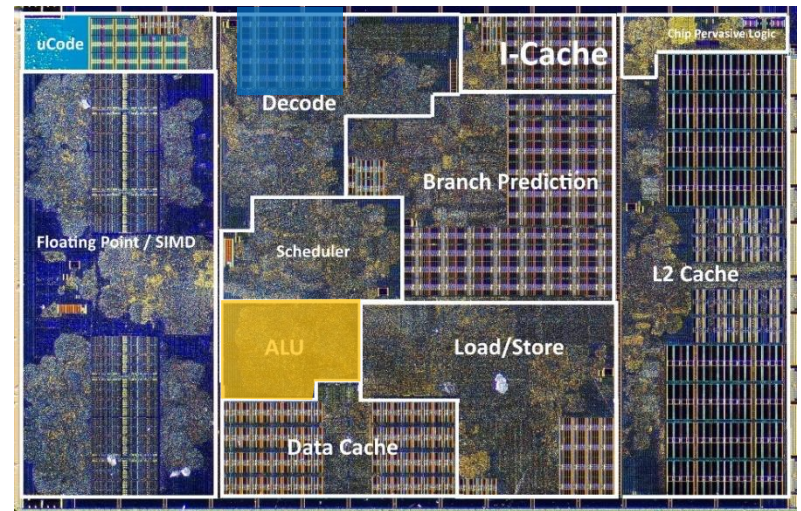 uCode
Decode
I-Cache
Chip Pervasive Logic
Branch Prediction
Floating Point / SIMD
Scheduler
L2 Cache
ALU
Load/Store
Data Cache